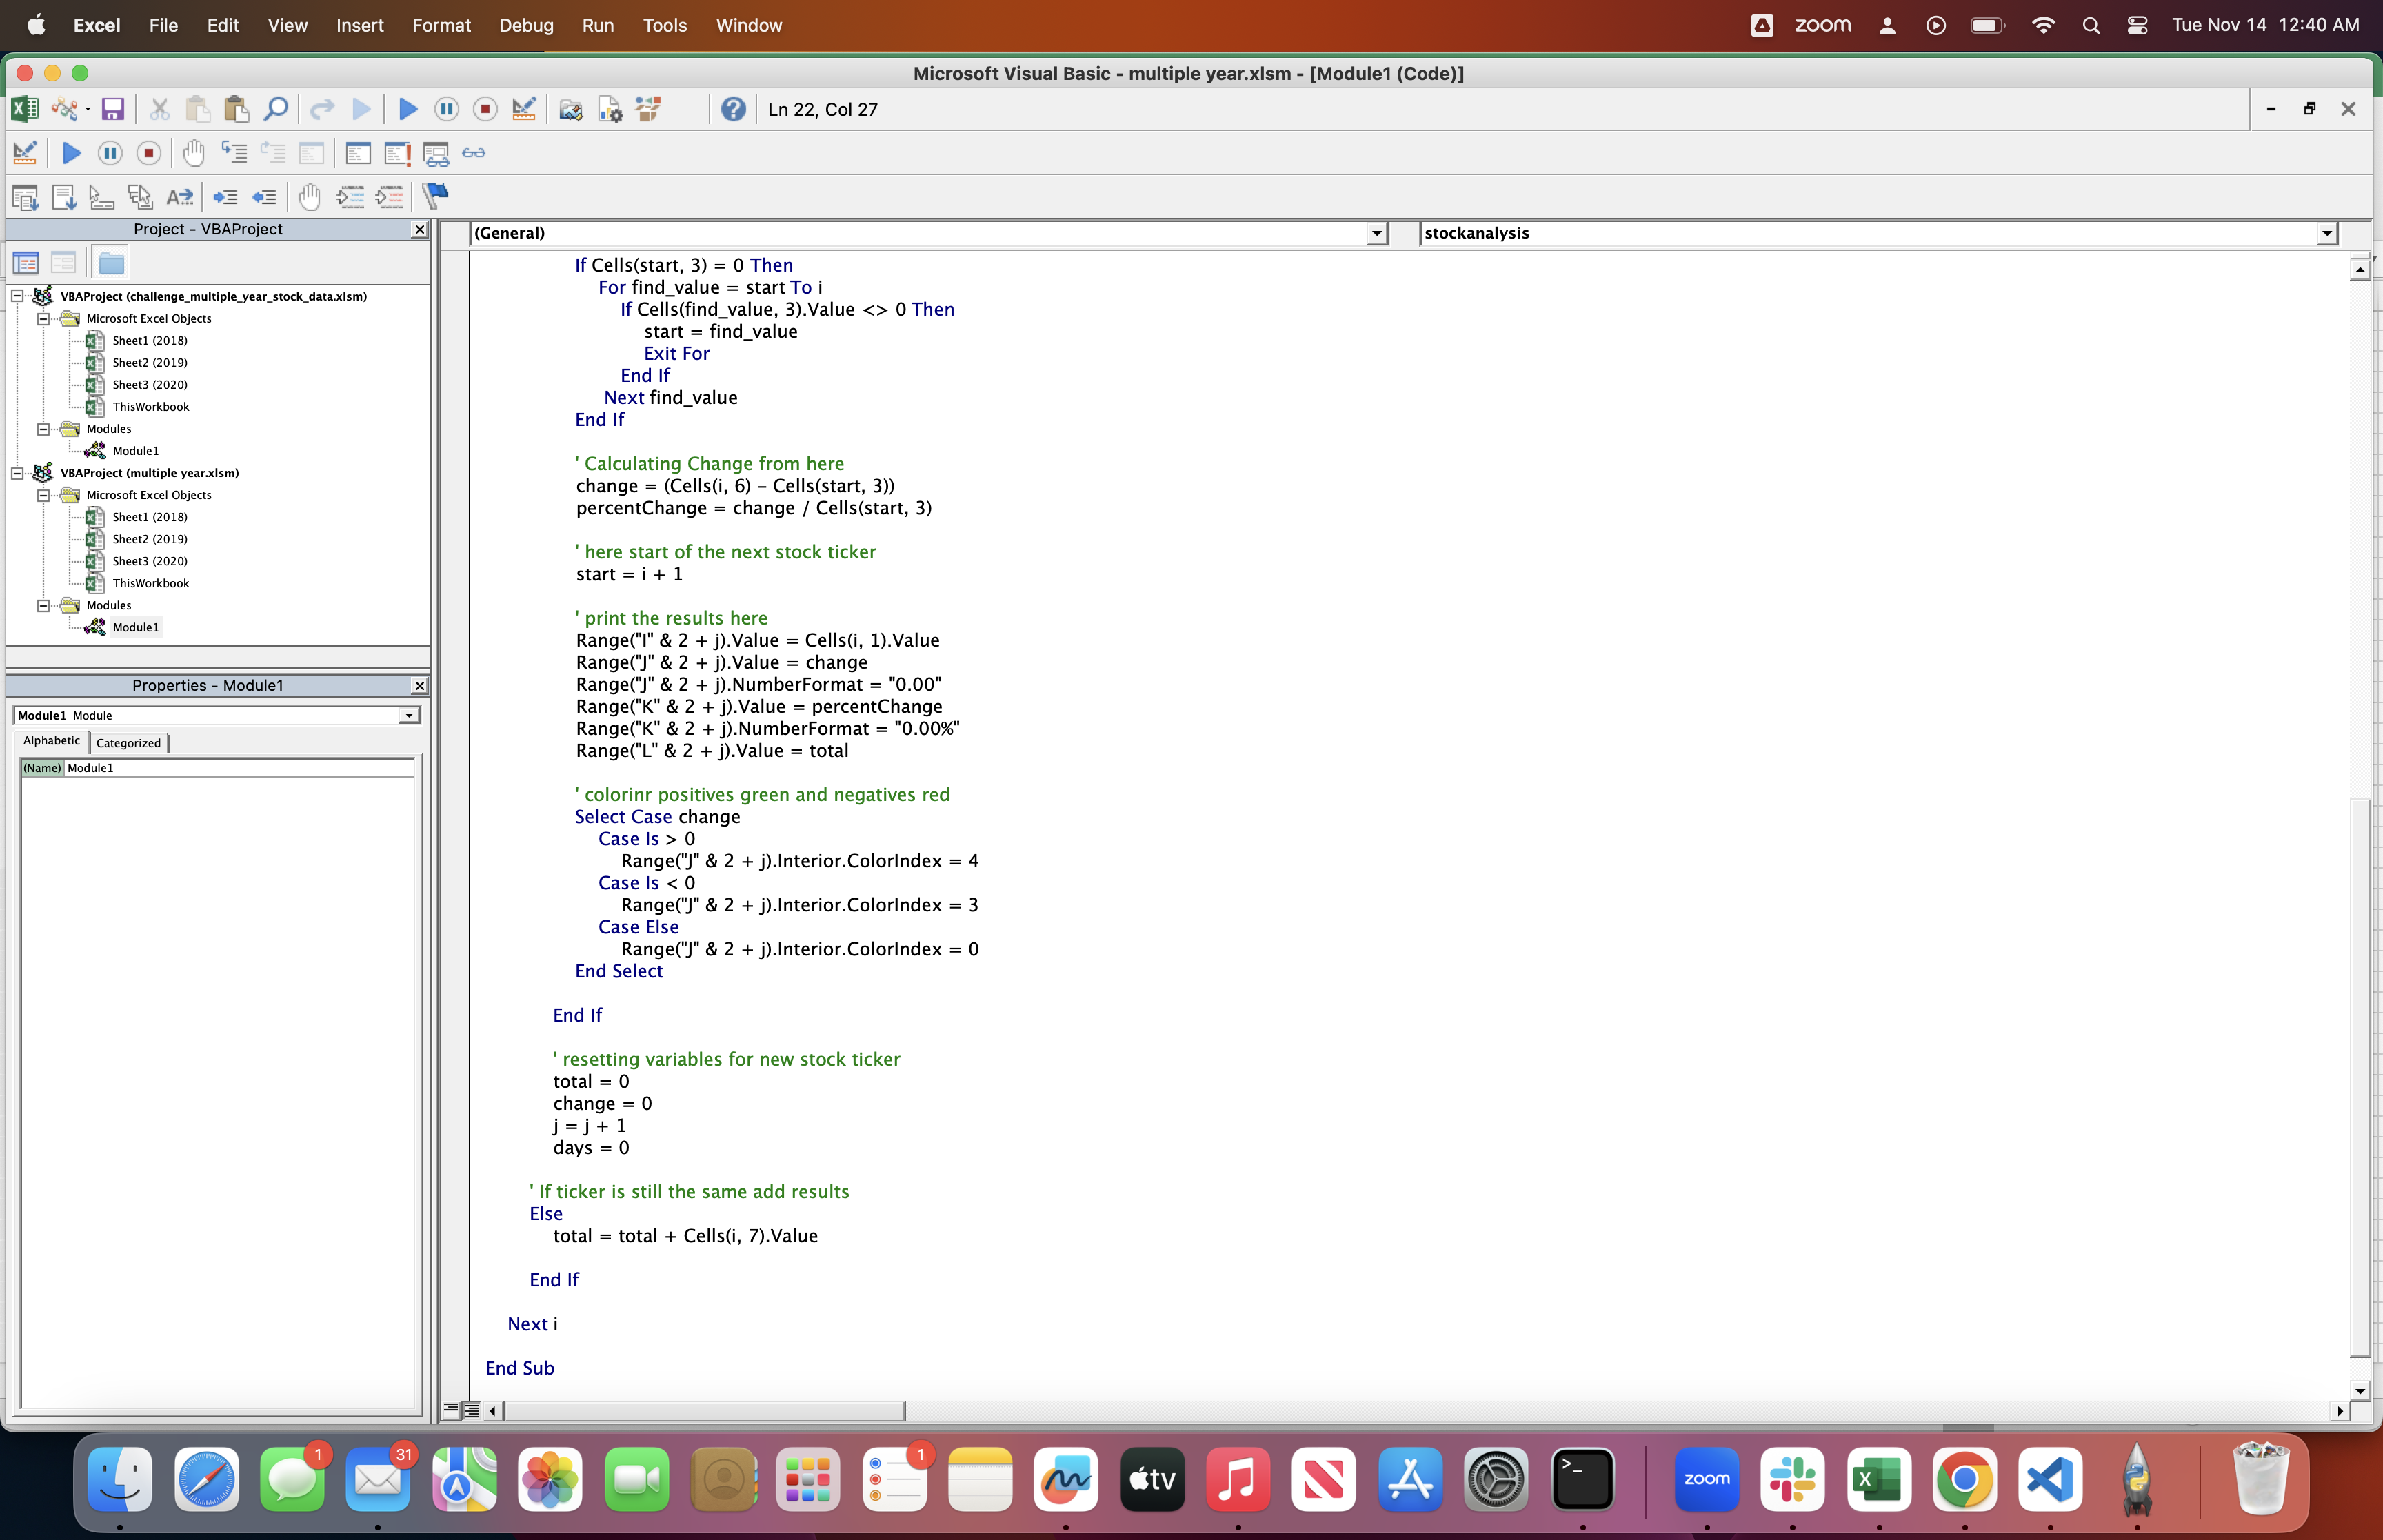 Excel File Edit View Insert Format Debug Run Tools Window zoom Tue Nov 14 12:40 AM
Microsoft Visual Basic - multiple year.xlsm - [Module1 (Code)]
Ln 22, Col 27
Project - VBAProject
(General) stockanalysis
VBAProject (challenge_multiple_year_stock_data.xlsm)
Microsoft Excel Objects
Sheet1 (2018)
Sheet2 (2019)
Sheet3 (2020)
ThisWorkbook
Modules
Module1
VBAProject (multiple year.xlsm)
Microsoft Excel Objects
Sheet1 (2018)
Sheet2 (2019)
Sheet3 (2020)
ThisWorkbook
Modules
Module1
Properties - Module1
Module1 Module
Alphabetic Categorized
(Name) Module1
If Cells(start, 3) = 0 Then
For find_value = start To i
If Cells(find_value, 3).Value <> 0 Then
start = find_value
Exit For
End If
Next find_value
End If
' Calculating Change from here
change = (Cells(i, 6) - Cells(start, 3))
percentChange = change / Cells(start, 3)
' here start of the next stock ticker
start = i + 1
' print the results here
Range("I" & 2 + j).Value = Cells(i, 1).Value
Range("J" & 2 + j).Value = change
Range("J" & 2 + j).NumberFormat = "0.00"
Range("K" & 2 + j).Value = percentChange
Range("K" & 2 + j).NumberFormat = "0.00%"
Range("L" & 2 + j).Value = total
' colorinr positives green and negatives red
Select Case change
Case Is > 0
Range("J" & 2 + j).Interior.ColorIndex = 4
Case Is < 0
Range("J" & 2 + j).Interior.ColorIndex = 3
Case Else
Range("J" & 2 + j).Interior.ColorIndex = 0
End Select
End If
' resetting variables for new stock ticker
total = 0
change = 0
j = j + 1
days = 0
' If ticker is still the same add results
Else
total = total + Cells(i, 7).Value
End If
Next i
End Sub
1 31 1 tv zoom